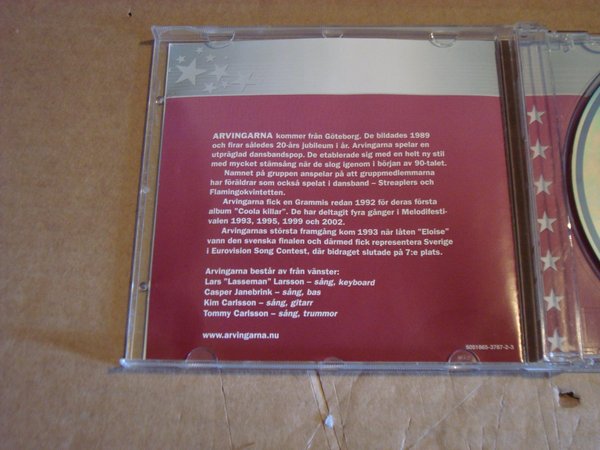 ARVINGARNA kommer från Göteborg. De bildades 1989
och firar således 20-års jubileum i år. Arvingarna spelar en
utpräglad dansbandspop. De etablerade sig med en helt ny stil
med mycket stämsång när de slog igenom i början av 90-talet.
Namnet på gruppen anspelar på att gruppmedlemmarna
har föräldrar som också spelat i dansband – Streaplers och
Flamingokvintetten.
Arvingarna fick en Grammis redan 1992 för deras första
album "Coola killar". De har deltagit fyra gånger i Melodifesti-
valen 1993, 1995, 1999 och 2002.
Arvingarnas största framgång kom 1993 när låten "Eloise"
vann den svenska finalen och därmed fick representera Sverige
i Eurovision Song Contest, där bidraget slutade på 7:e plats.
Arvingarna består av från vänster:
Lars "Lasseman" Larsson – sång, keyboard
Casper Janebrink – sång, bas
Kim Carlsson – sång, gitarr
Tommy Carlsson – sång, trummor
www.arvingarna.nu
5051865-3787-2-3